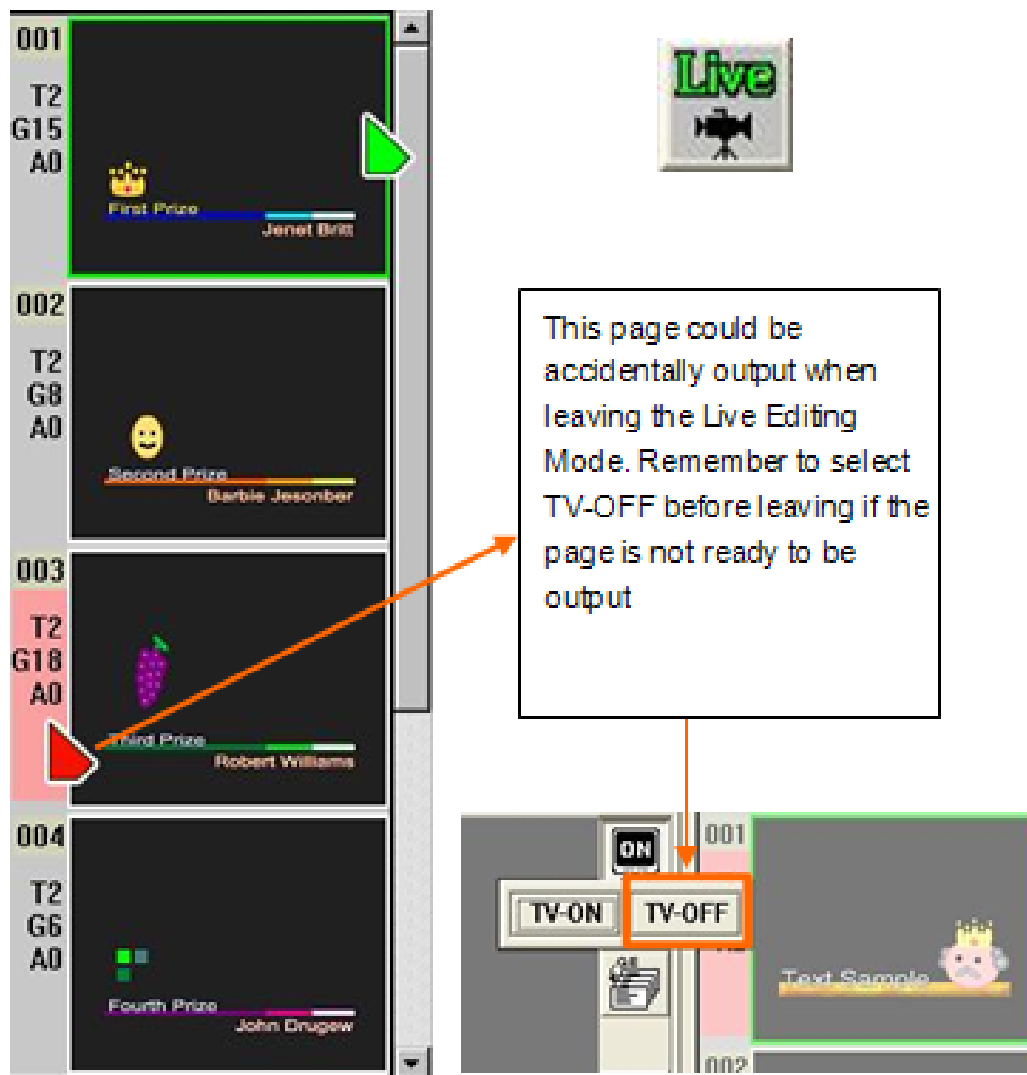 001
T2
G15
A0
First Prize
Jenet Britt
002
T2
G8
A0
Second Prize
Barbie Jesonber
003
T2
G18
A0
Third Prize
Robert Williams
004
T2
G6
A0
Fourth Prize
John Drugew
Live
This page could be
accidentally output when
leaving the Live Editing
Mode. Remember to select
TV-OFF before leaving if the
page is not ready to be
output
ON
001
TV-ON
TV-OFF
Text Sample
002